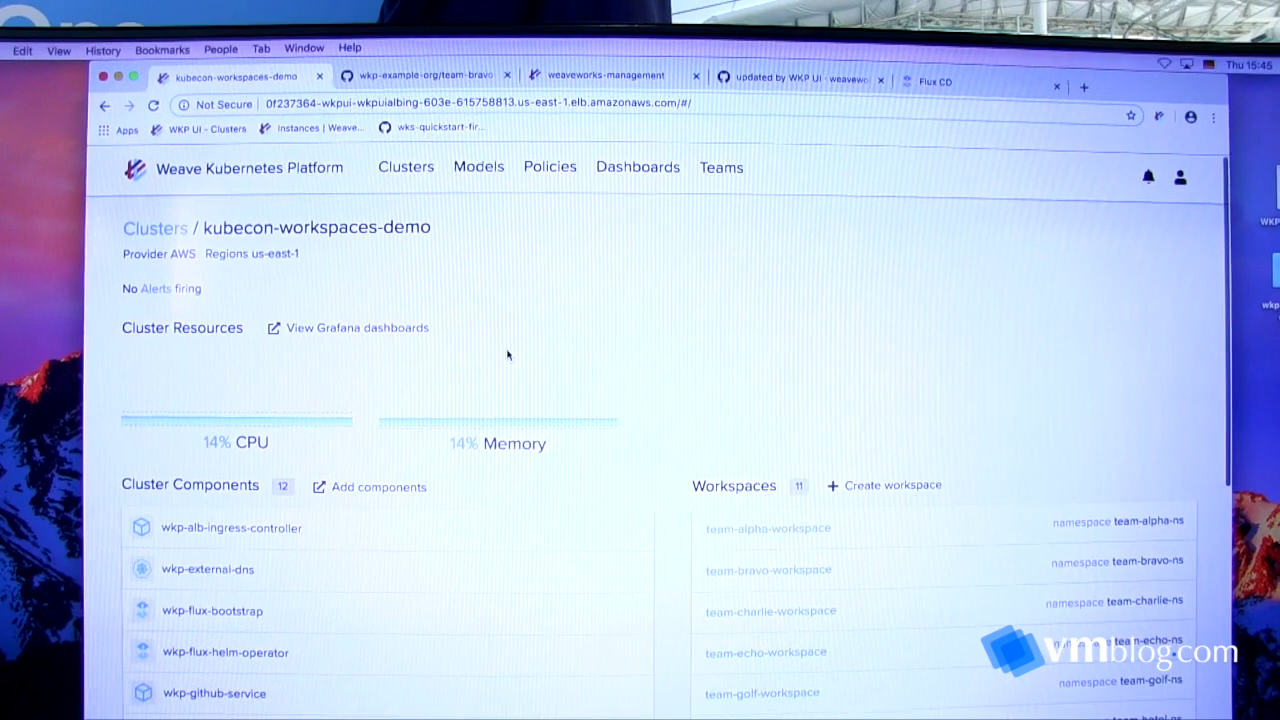 Edit View History Bookmarks People Tab Window Help Thu 15:45
kubecon-workspaces-demo wkp-example-org/team-bravo weaveworks-management updated by WKP UI · weavewo Flux CD
Not Secure 0f237364-wkpui-wkpuialbing-603e-615758813.us-east-1.elb.amazonaws.com/#/
Apps WKP UI - Clusters Instances | Weave... wks-quickstart-fir...
Weave Kubernetes Platform Clusters Models Policies Dashboards Teams
Clusters / kubecon-workspaces-demo
Provider AWS Regions us-east-1
No Alerts firing
Cluster Resources View Grafana dashboards
14% CPU 14% Memory
Cluster Components 12 Add components Workspaces 11 + Create workspace
wkp-alb-ingress-controller team-alpha-workspace namespace team-alpha-ns
wkp-external-dns team-bravo-workspace namespace team-bravo-ns
wkp-flux-bootstrap team-charlie-workspace namespace team-charlie-ns
wkp-flux-helm-operator team-echo-workspace namespace team-echo-ns
wkp-github-service team-golf-workspace namespace team-golf-ns
vmblog.com
WKP
wkp